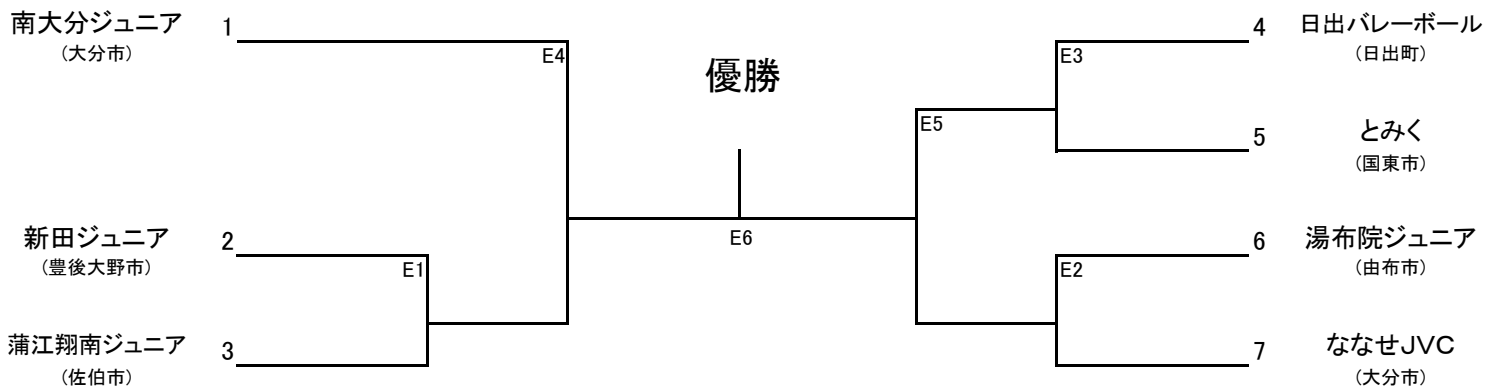 南大分ジュニア 1
(大分市)
E4
優勝
4 日出バレーボール
(日出町)
E3
E5
5 とみく
(国東市)
新田ジュニア 2
(豊後大野市)
E1
E6
6 湯布院ジュニア
(由布市)
E2
蒲江翔南ジュニア 3
(佐伯市)
7 ななせJVC
(大分市)